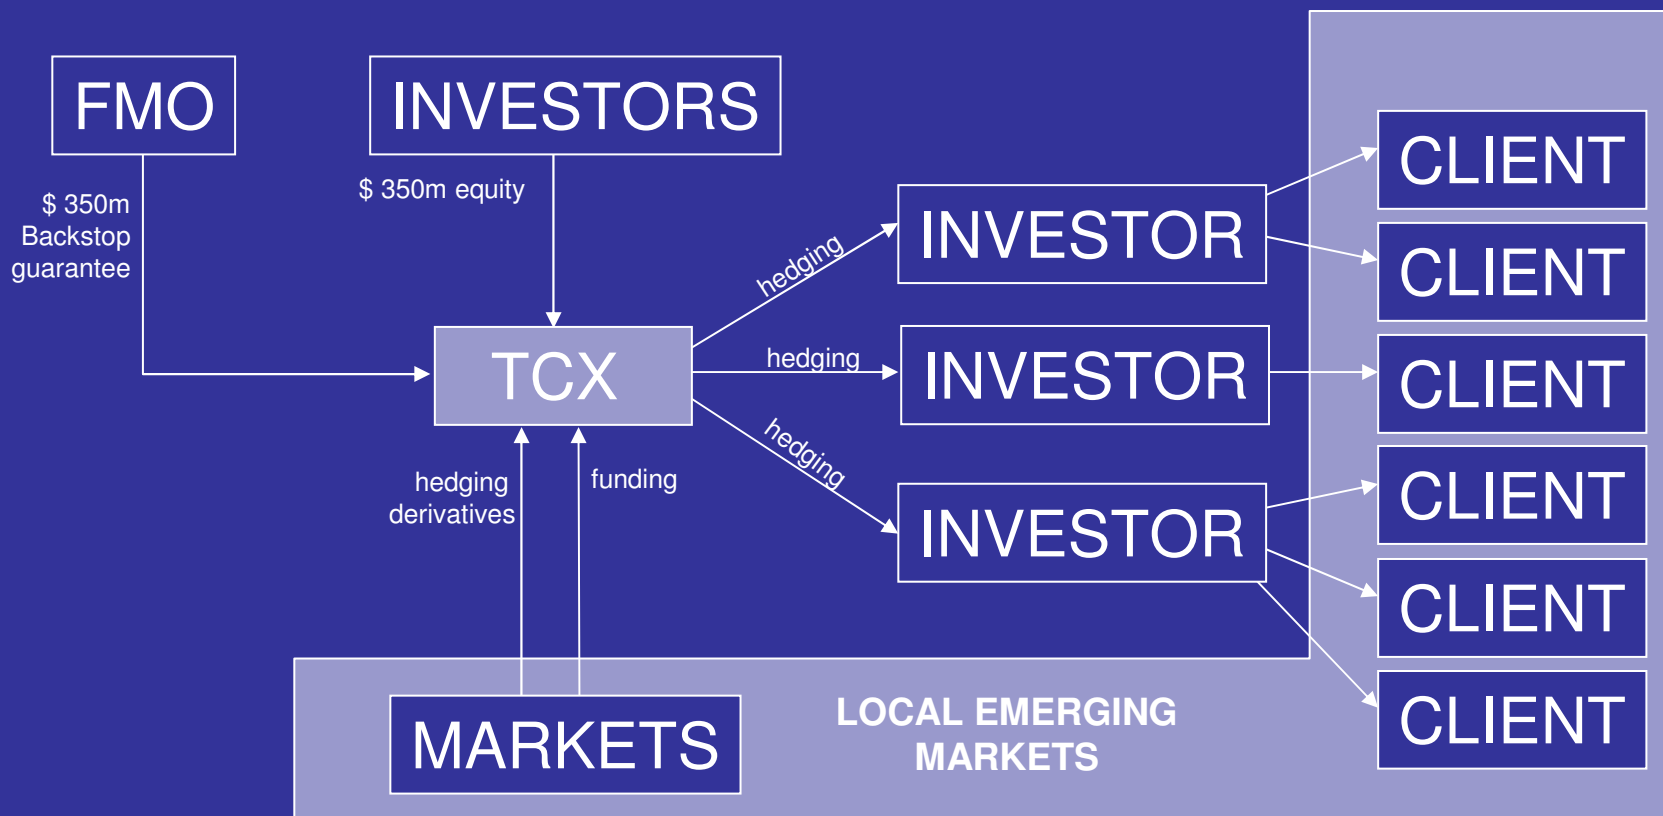 FMO
INVESTORS
$ 350m
Backstop
guarantee
$ 350m equity
TCX
hedging
hedging
hedging
INVESTOR
INVESTOR
INVESTOR
CLIENT
CLIENT
CLIENT
CLIENT
CLIENT
CLIENT
hedging
derivatives
funding
MARKETS
LOCAL EMERGING
MARKETS